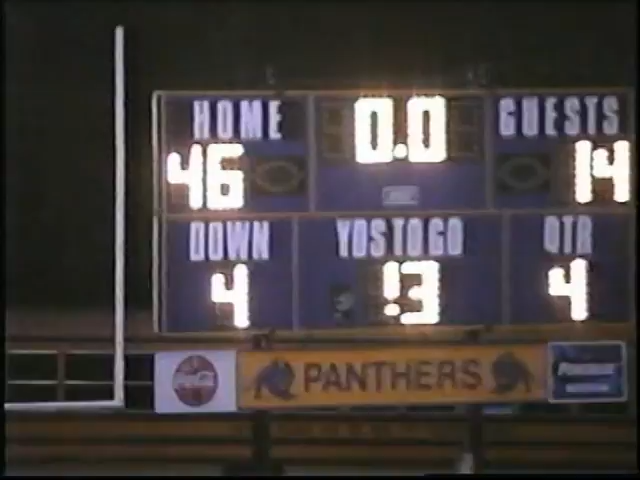 HOME 0.0 GUESTS
46 14
DOWN YDS TO GO QTR
4 13 4
PANTHERS